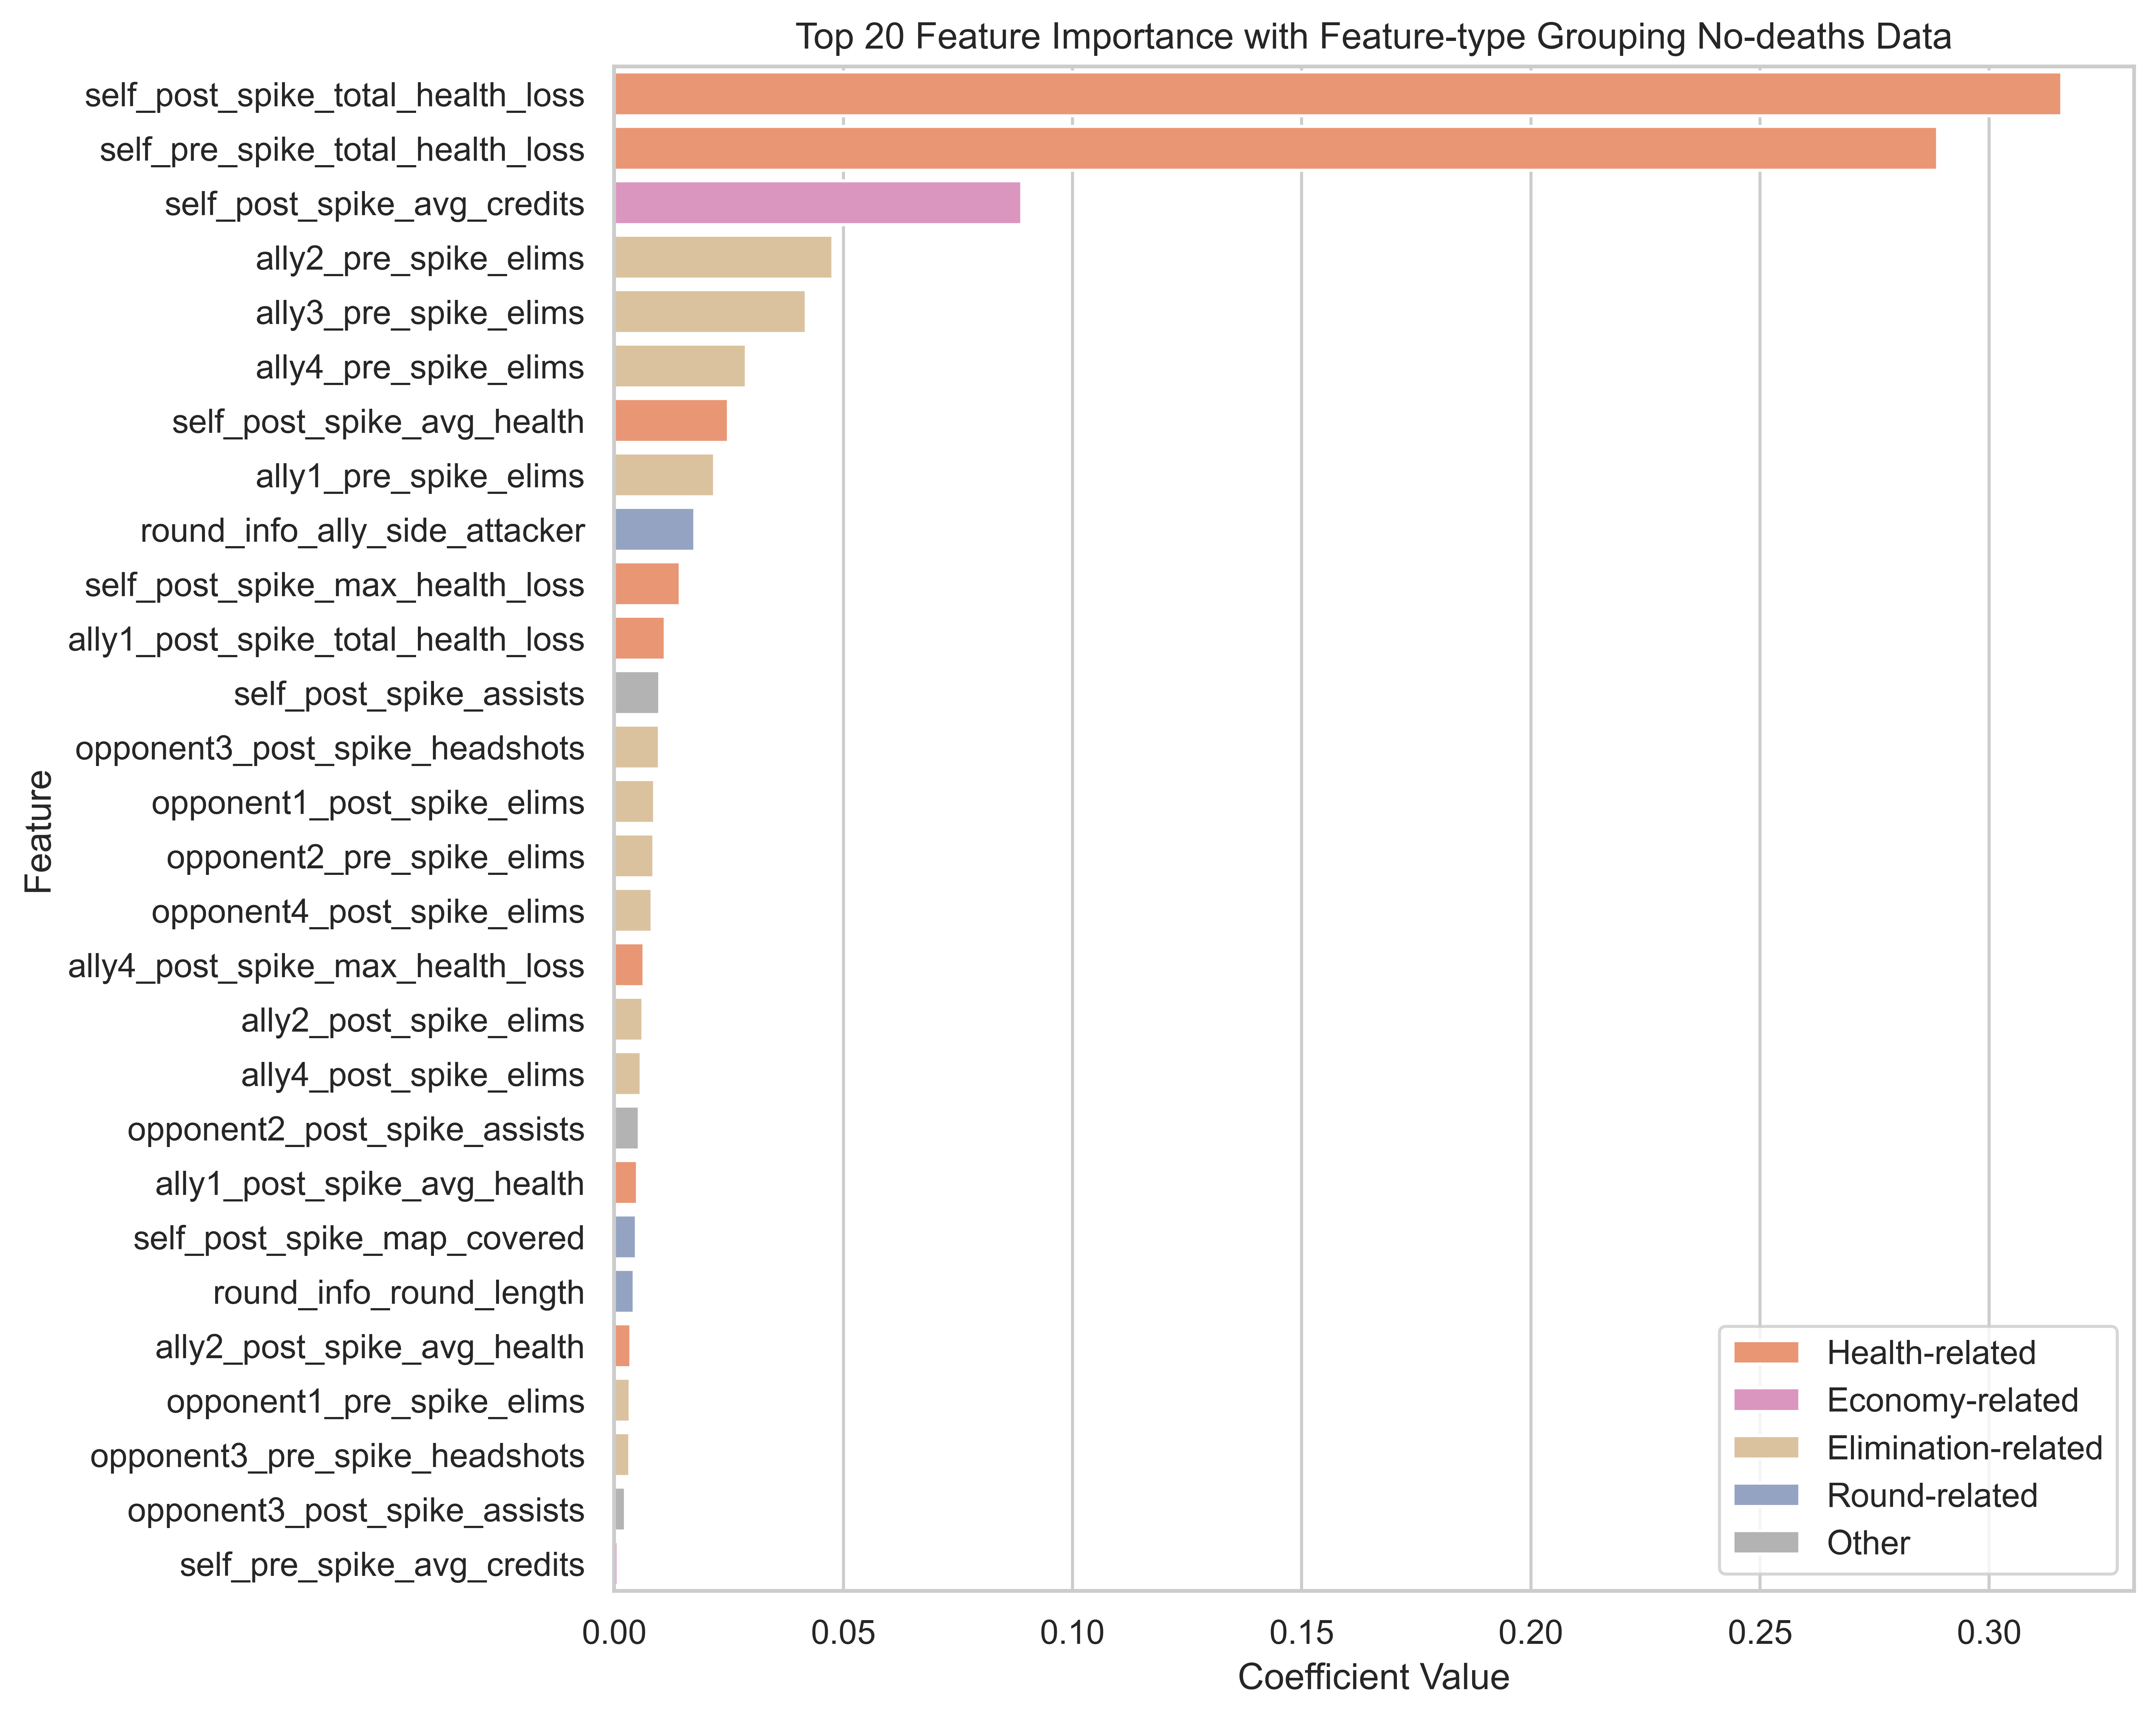 Top 20 Feature Importance with Feature-type Grouping No-deaths Data
self_post_spike_total_health_loss
self_pre_spike_total_health_loss
self_post_spike_avg_credits
ally2_pre_spike_elims
ally3_pre_spike_elims
ally4_pre_spike_elims
self_post_spike_avg_health
ally1_pre_spike_elims
round_info_ally_side_attacker
self_post_spike_max_health_loss
ally1_post_spike_total_health_loss
self_post_spike_assists
opponent3_post_spike_headshots
opponent1_post_spike_elims
opponent2_pre_spike_elims
opponent4_post_spike_elims
ally4_post_spike_max_health_loss
ally2_post_spike_elims
ally4_post_spike_elims
opponent2_post_spike_assists
ally1_post_spike_avg_health
self_post_spike_map_covered
round_info_round_length
ally2_post_spike_avg_health
opponent1_pre_spike_elims
opponent3_pre_spike_headshots
opponent3_post_spike_assists
self_pre_spike_avg_credits
Feature
Health-related
Economy-related
Elimination-related
Round-related
Other
0.00 0.05 0.10 0.15 0.20 0.25 0.30
Coefficient Value